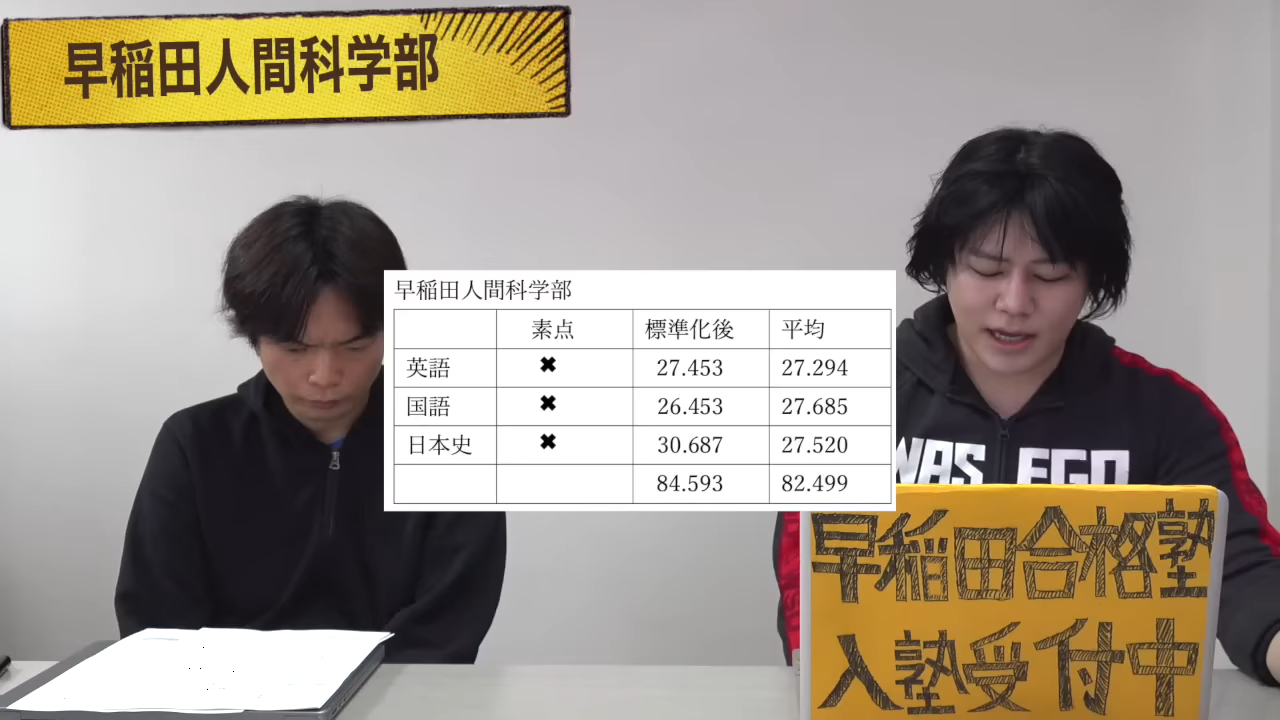 早稲田人間科学部
早稲田人間科学部
素点 標準化後 平均
英語 ✖ 27.453 27.294
国語 ✖ 26.453 27.685
日本史 ✖ 30.687 27.520
84.593 82.499
WAS EGO
早稲田合格塾
入塾受付中